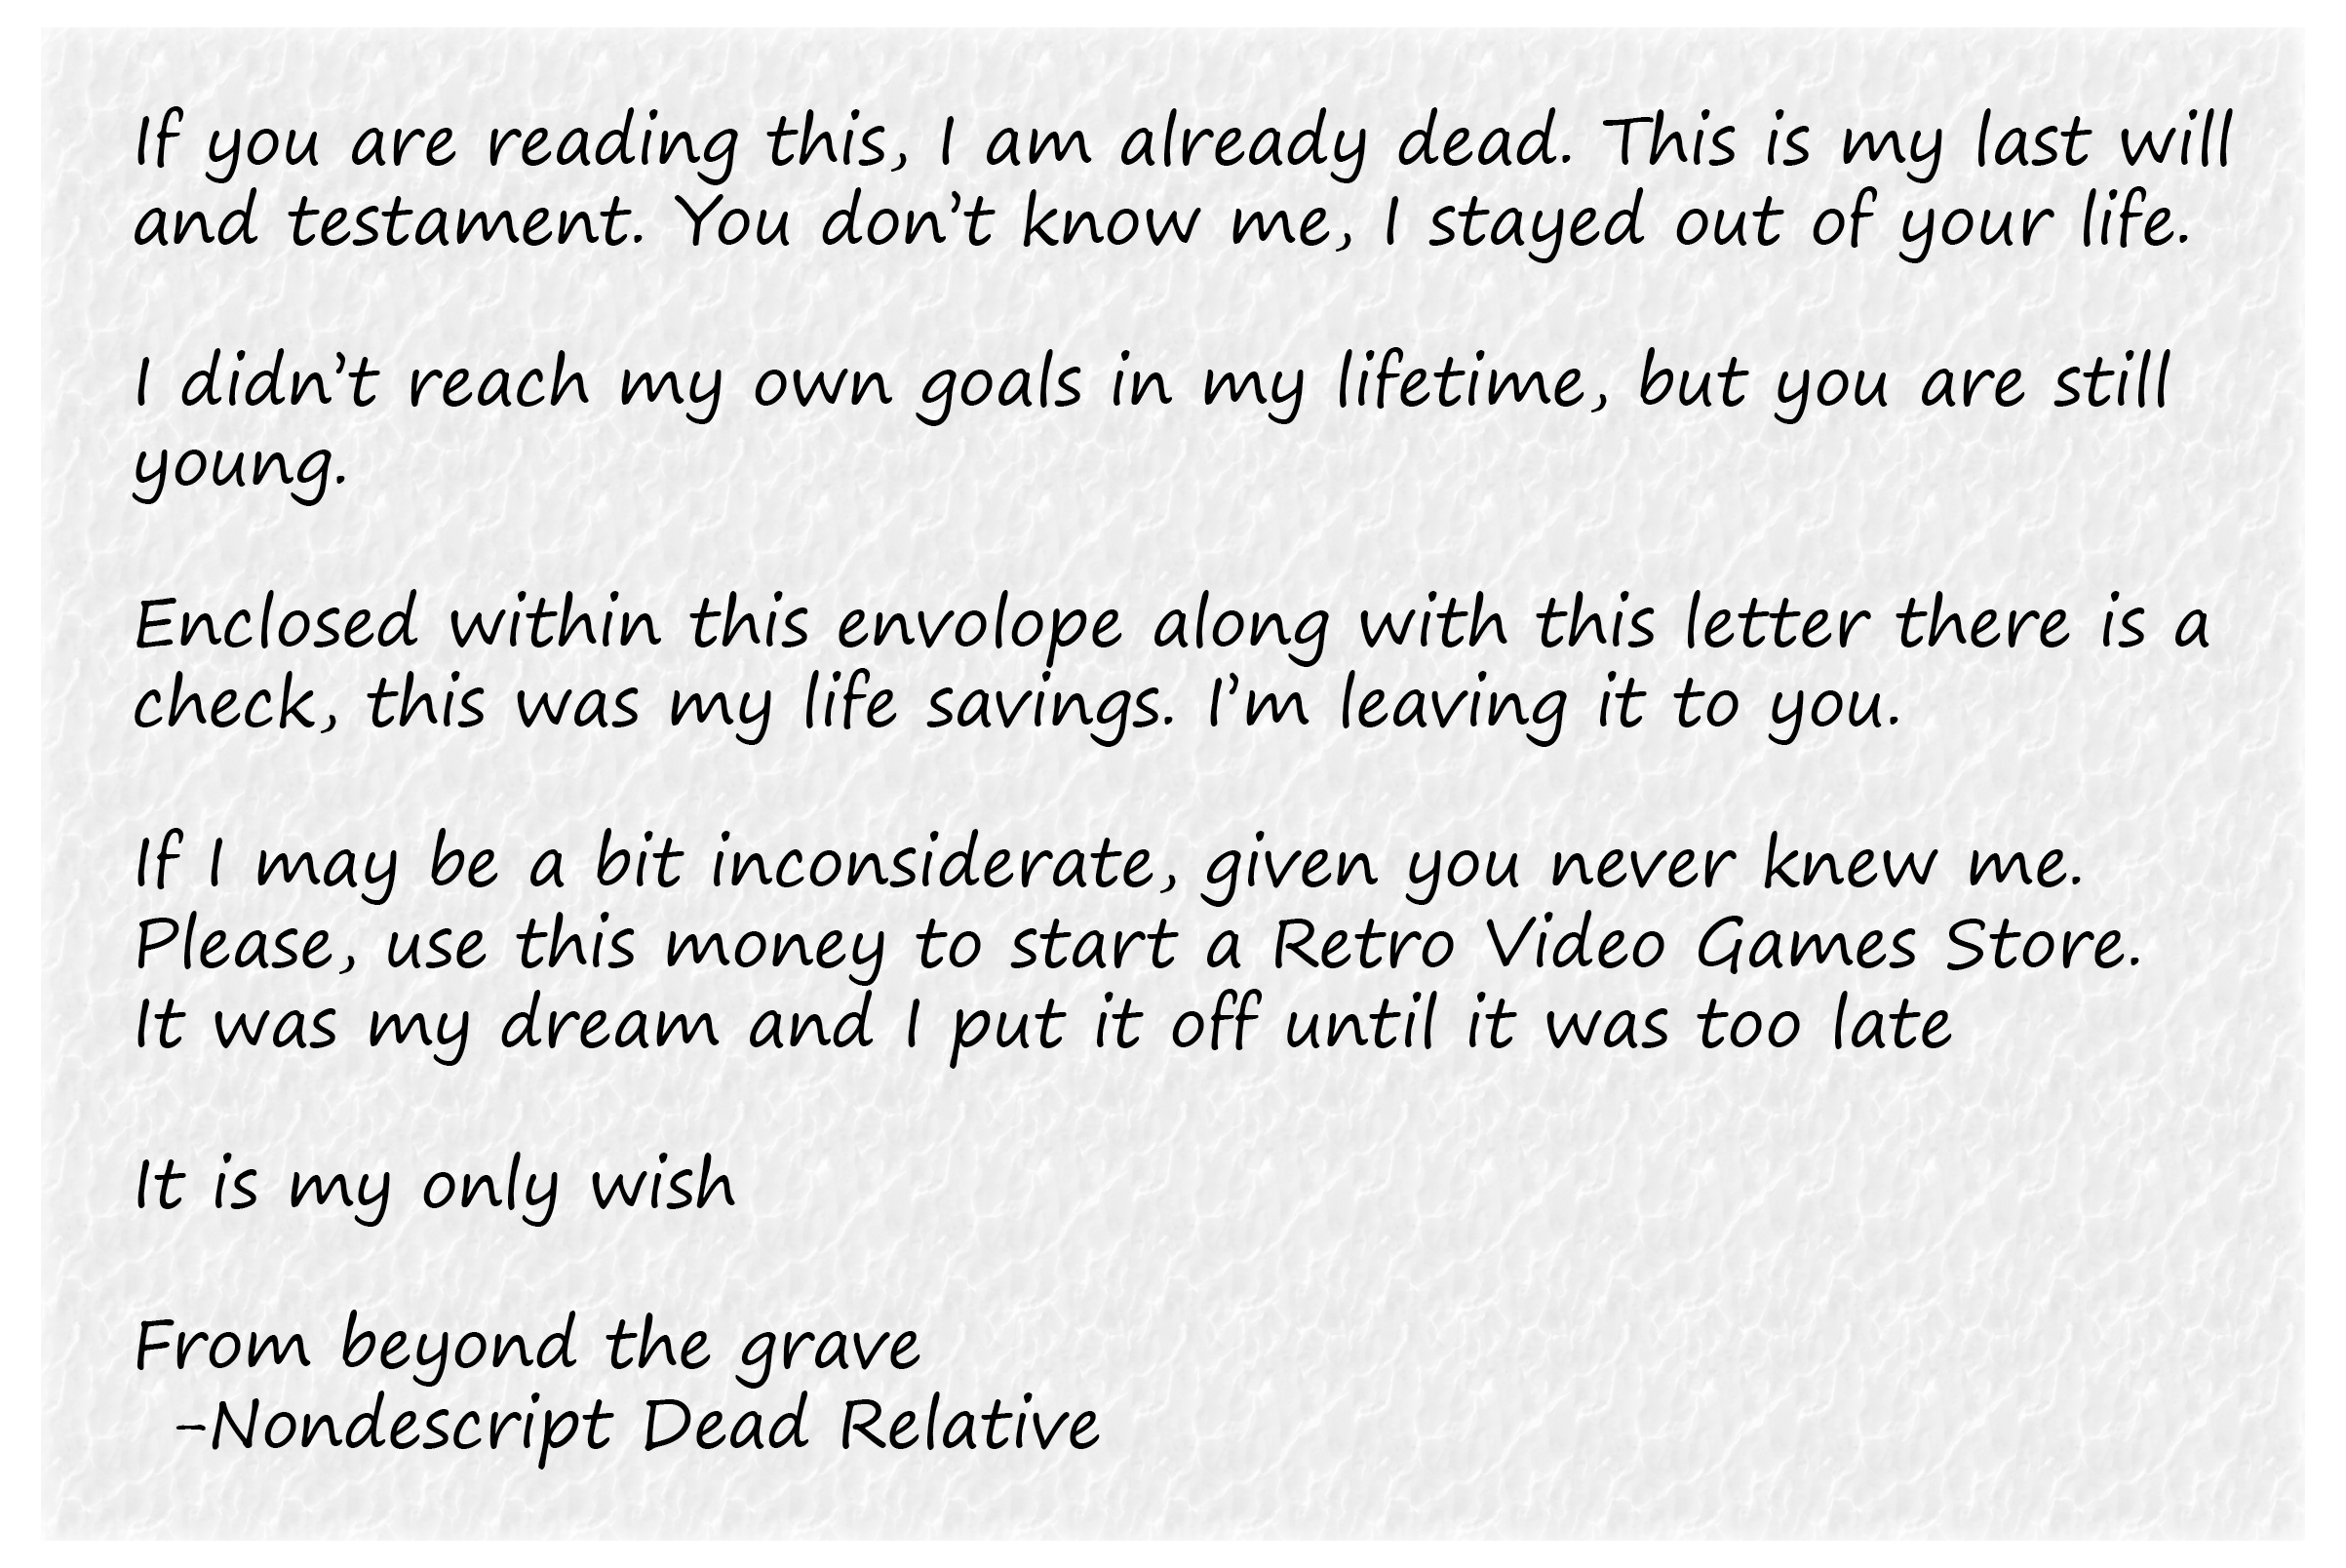 If you are reading this, I am already dead. This is my last will
and testament. You don't know me, I stayed out of your life.
I didn't reach my own goals in my lifetime, but you are still
young.
Enclosed within this envolope along with this letter there is a
check, this was my life savings. I'm leaving it to you.
If I may be a bit inconsiderate, given you never knew me.
Please, use this money to start a Retro Video Games Store.
It was my dream and I put it off until it was too late
It is my only wish
From beyond the grave
-Nondescript Dead Relative